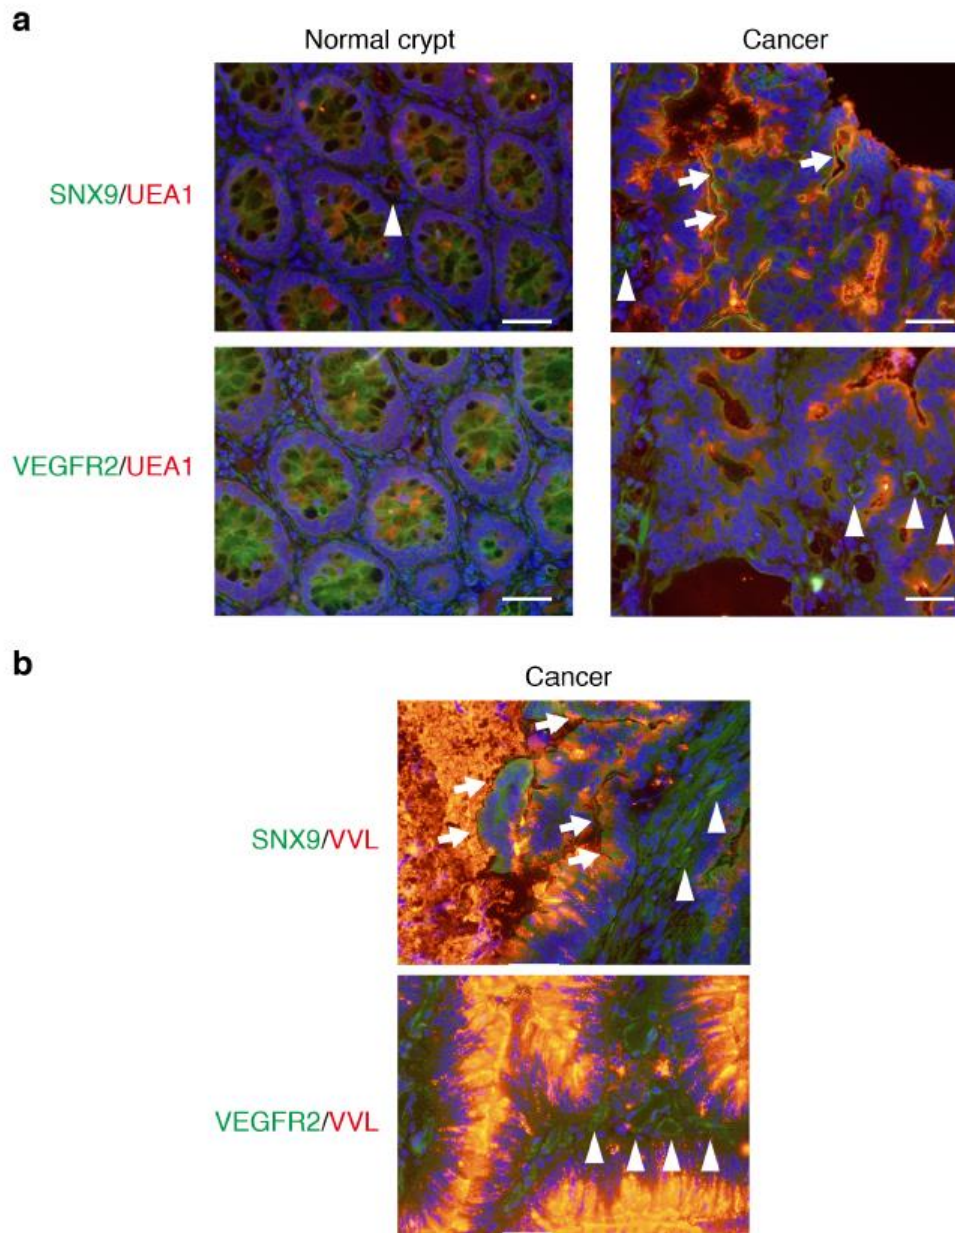 a
Normal crypt Cancer
SNX9/UEA1
VEGFR2/UEA1
b
Cancer
SNX9/VVL
VEGFR2/VVL